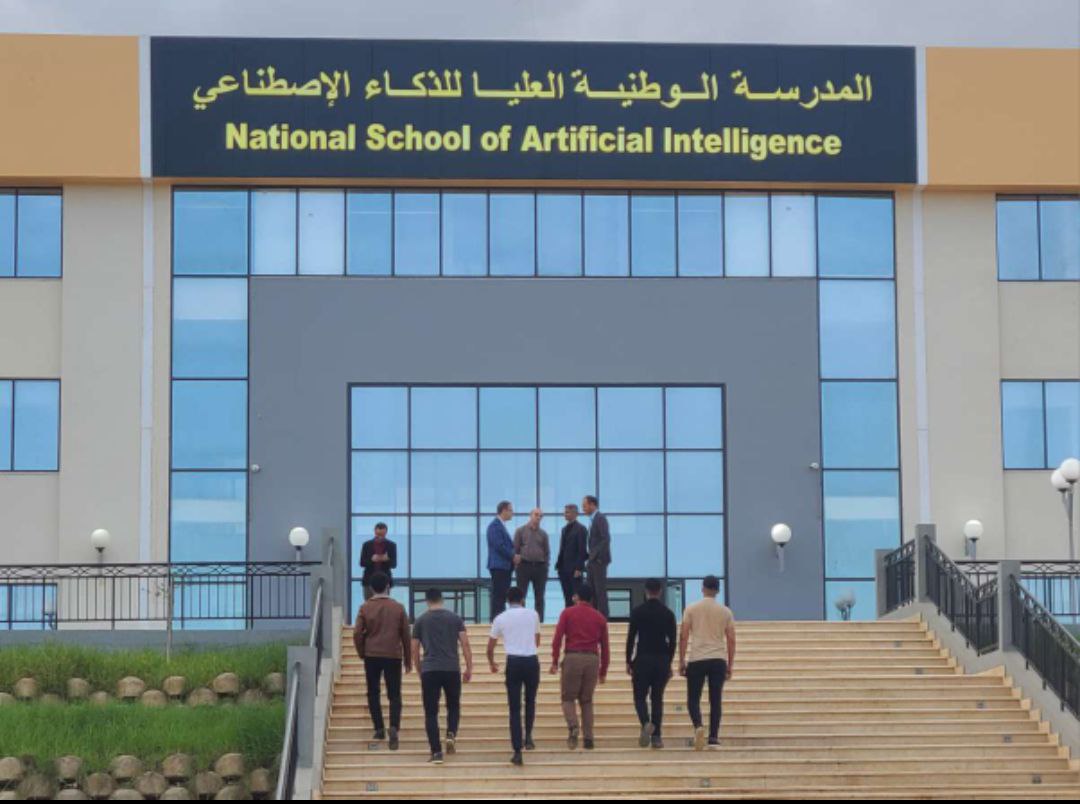 المدرسة الوطنية العليا للذكاء الإصطناعي
National School of Artificial Intelligence